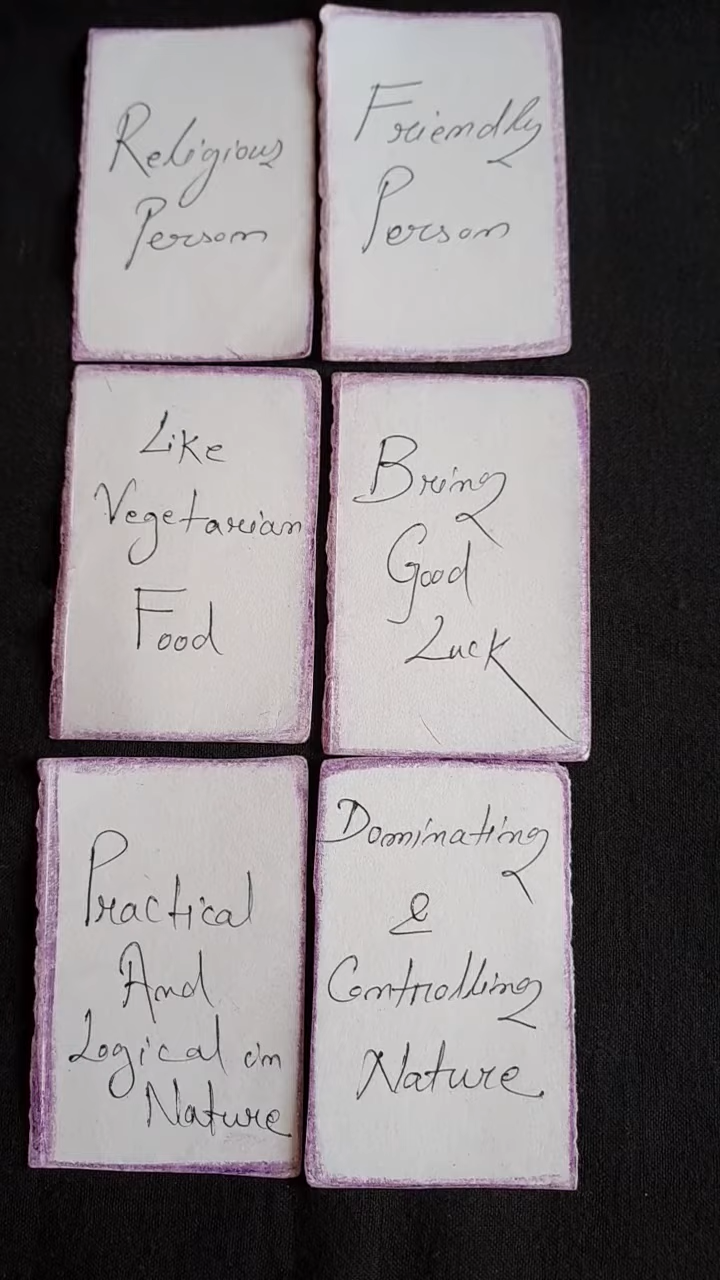 Religious
Person
Friendly
Person
Like
Vegetarian
Food
Bring
Good
Luck
Practical
And
Logical in
Nature
Dominating
&
Controlling
Nature